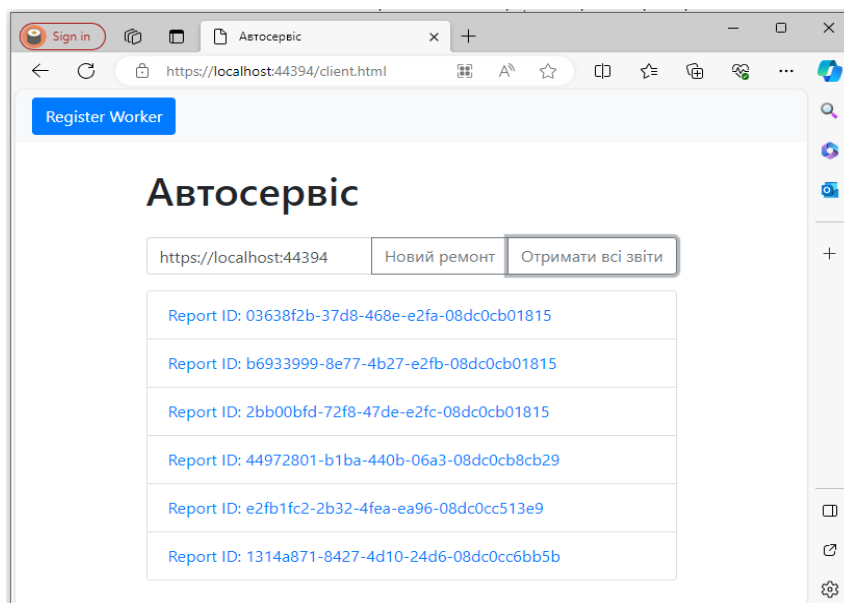 Sign in
Автосервіс
https://localhost:44394/client.html
Register Worker
Автосервіс
https://localhost:44394 Новий ремонт Отримати всі звіти
Report ID: 03638f2b-37d8-468e-e2fa-08dc0cb01815
Report ID: b6933999-8e77-4b27-e2fb-08dc0cb01815
Report ID: 2bb00bfd-72f8-47de-e2fc-08dc0cb01815
Report ID: 44972801-b1ba-440b-06a3-08dc0cb8cb29
Report ID: e2fb1fc2-2b32-4fea-ea96-08dc0cc513e9
Report ID: 1314a871-8427-4d10-24d6-08dc0cc6bb5b